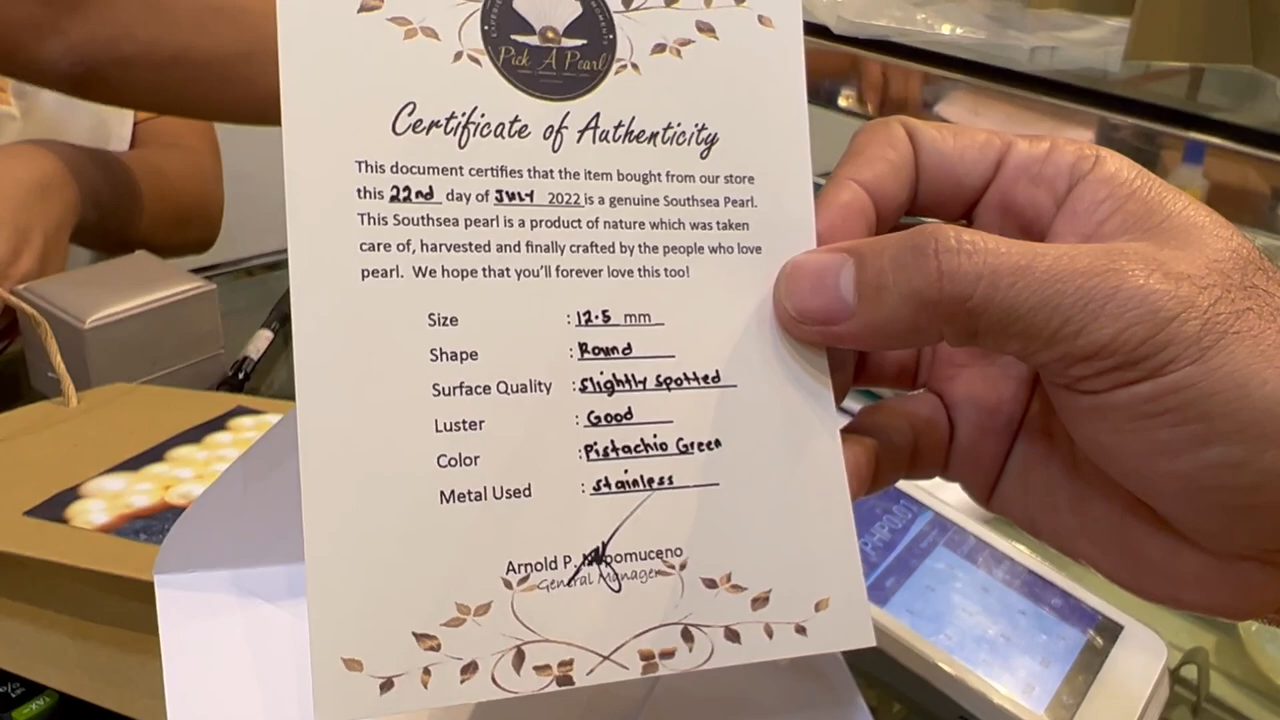 Pick A Pearl
Certificate of Authenticity
This document certifies that the item bought from our store
this 22nd day of JULY 2022 is a genuine Southsea Pearl.
This Southsea pearl is a product of nature which was taken
care of, harvested and finally crafted by the people who love
pearl. We hope that you'll forever love this too!
Size : 12.5 mm
Shape : Round
Surface Quality : Slightly spotted
Luster : Good
Color : Pistachio Green
Metal Used : Stainless
Arnold P. Nepomuceno
General Manager
PHP0.01